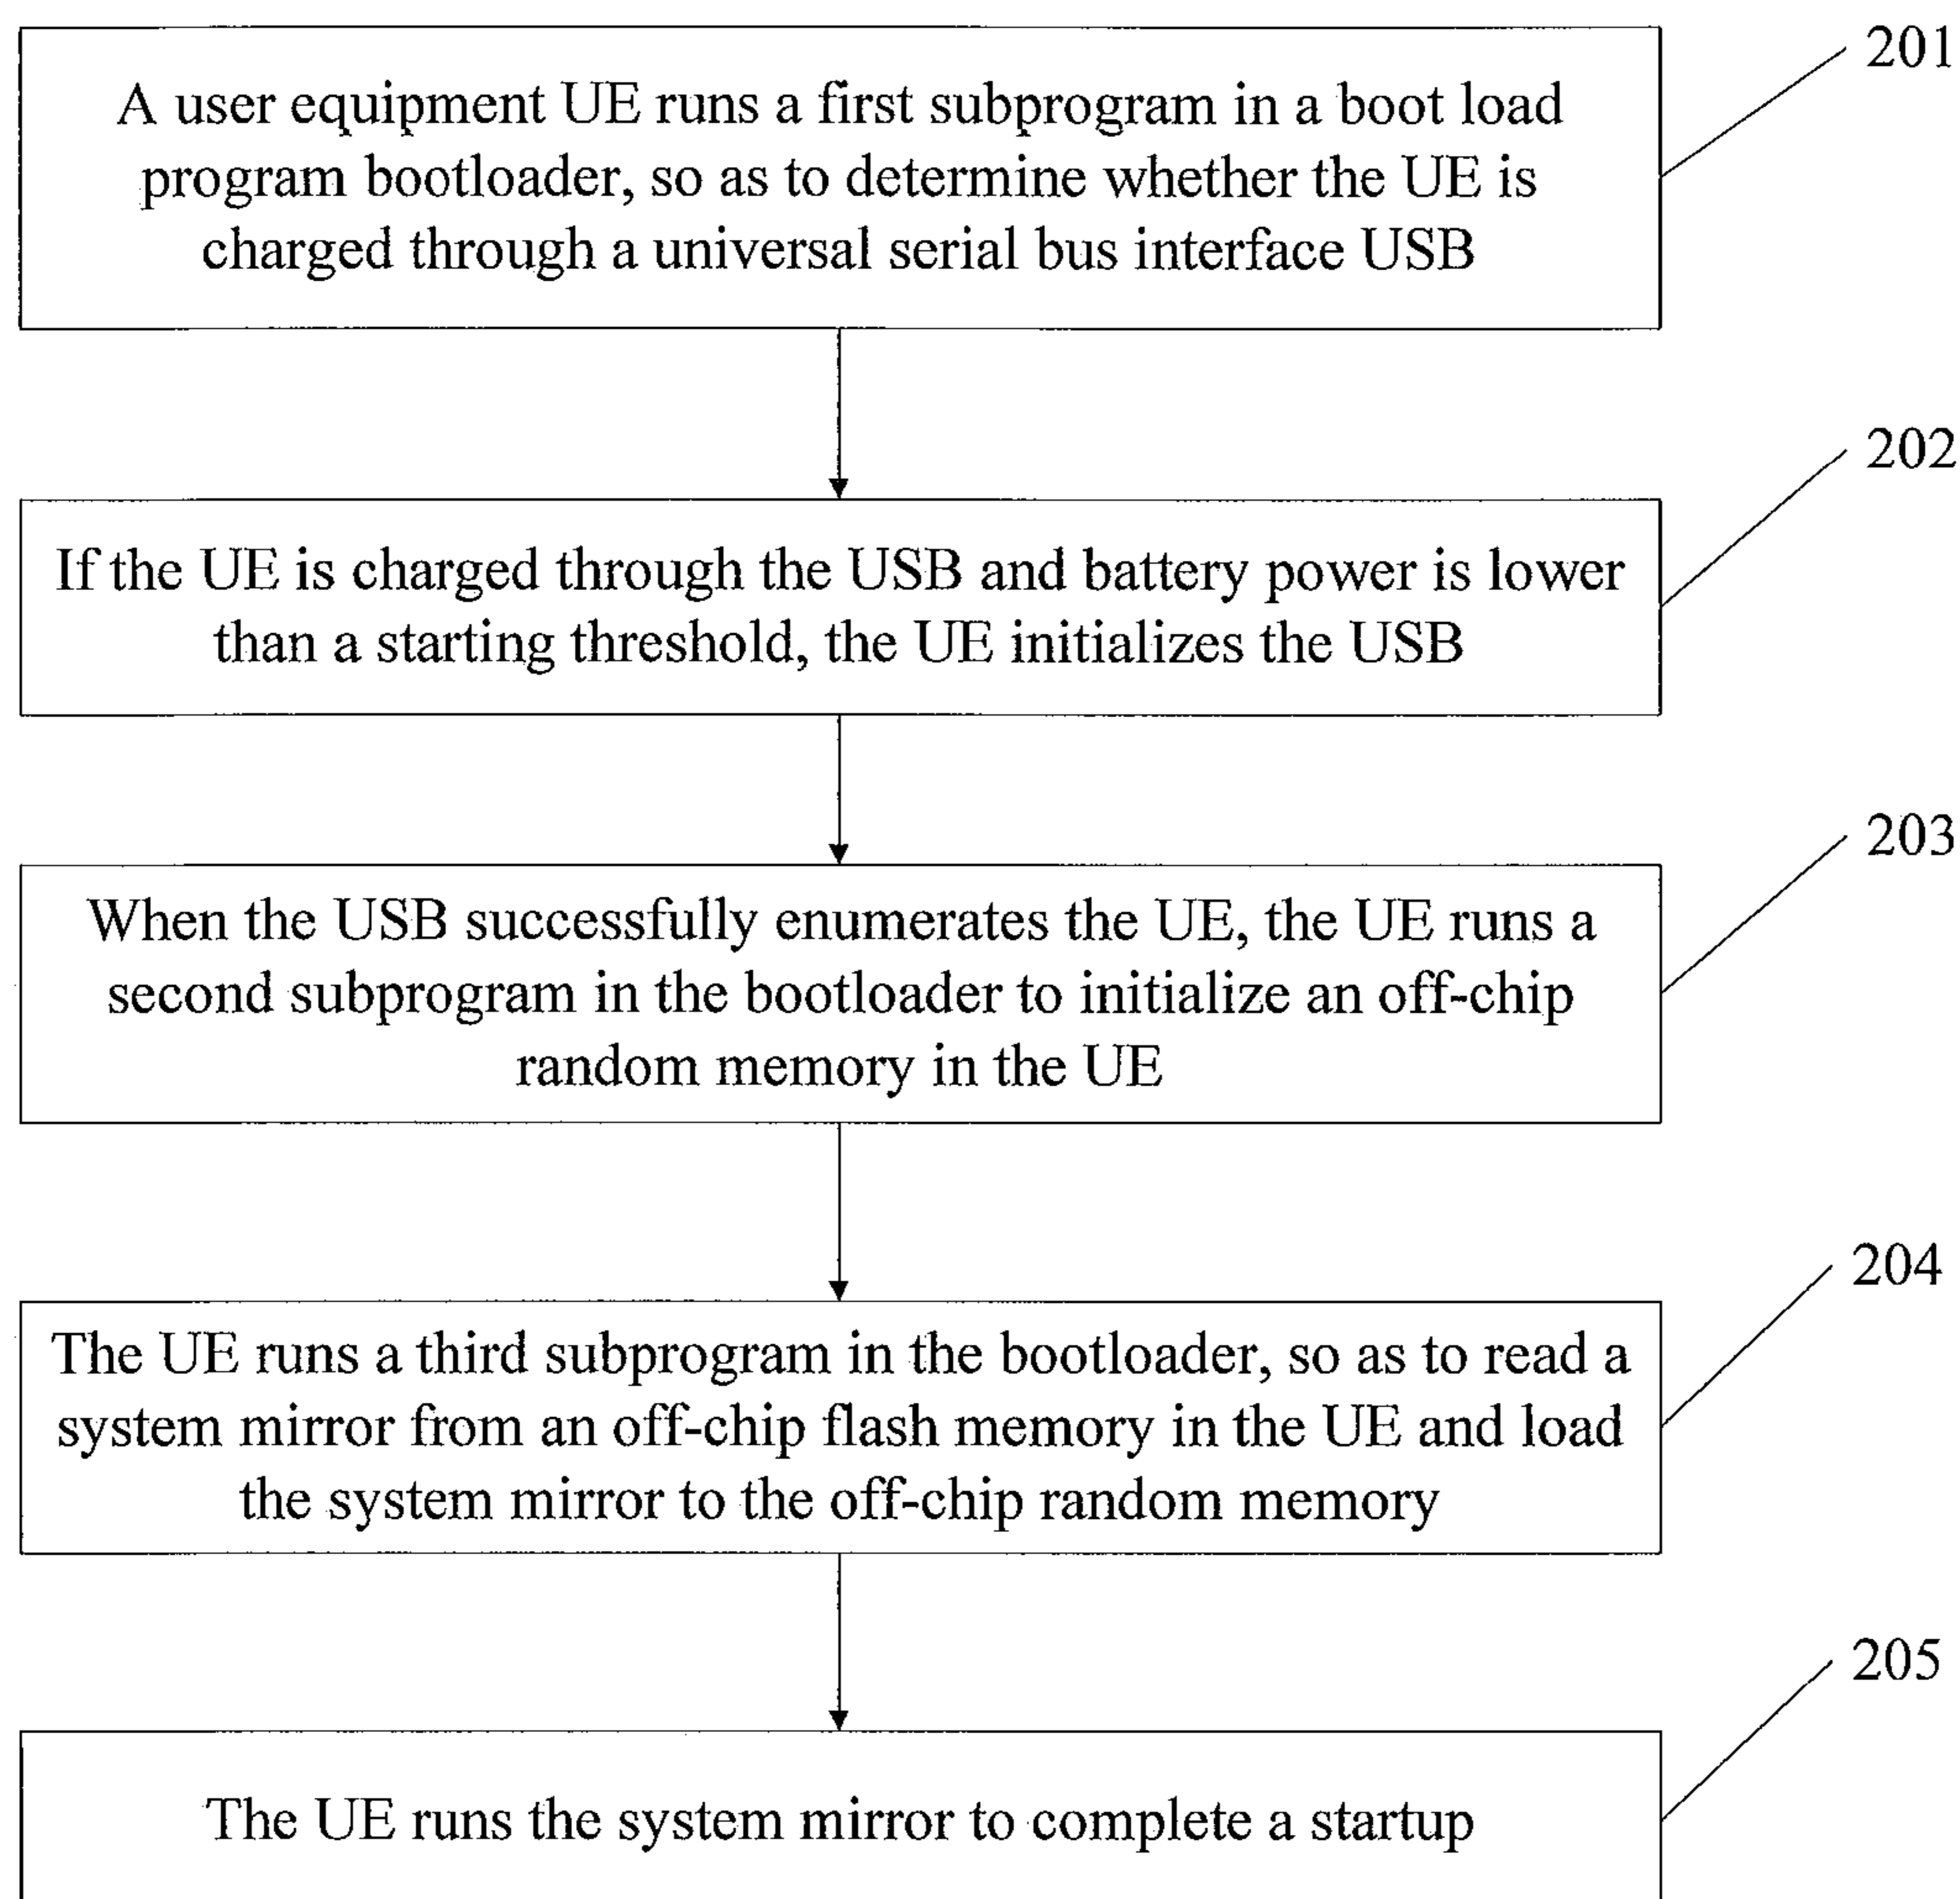 201
A user equipment UE runs a first subprogram in a boot load
program bootloader, so as to determine whether the UE is
charged through a universal serial bus interface USB
202
If the UE is charged through the USB and battery power is lower
than a starting threshold, the UE initializes the USB
203
When the USB successfully enumerates the UE, the UE runs a
second subprogram in the bootloader to initialize an off-chip
random memory in the UE
204
The UE runs a third subprogram in the bootloader, so as to read a
system mirror from an off-chip flash memory in the UE and load
the system mirror to the off-chip random memory
205
The UE runs the system mirror to complete a startup